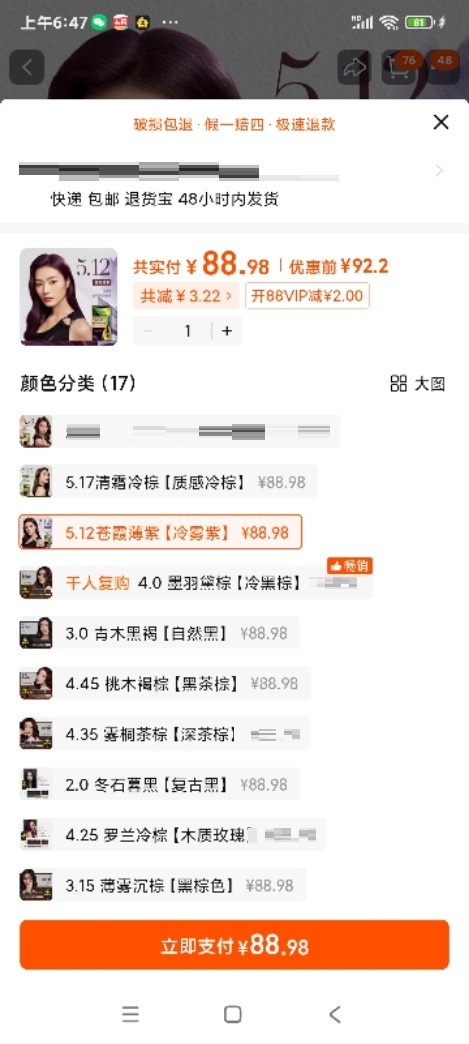 上午6:47
81
76
48
5.12
破损包退·假一赔四·极速退款
快递 包邮 退货宝 48小时内发货
5.12
共实付 ¥88.98 | 优惠前 ¥92.2
共减 ¥3.22 > 开88VIP减¥2.00
1 +
颜色分类 (17) 大图
5.17清霜冷棕【质感冷棕】 ¥88.98
5.12苍霞薄紫【冷雾紫】 ¥88.98
畅销
千人复购 4.0 墨羽黛棕【冷黑棕】
3.0 青木黑褐【自然黑】 ¥88.98
4.45 桃木褐棕【黑茶棕】 ¥88.98
4.35 雾桐茶棕【深茶棕】
2.0 冬石暮黑【复古黑】 ¥88.98
4.25 罗兰冷棕【木质玫瑰
3.15 薄雾沉棕【黑棕色】 ¥88.98
立即支付 ¥88.98